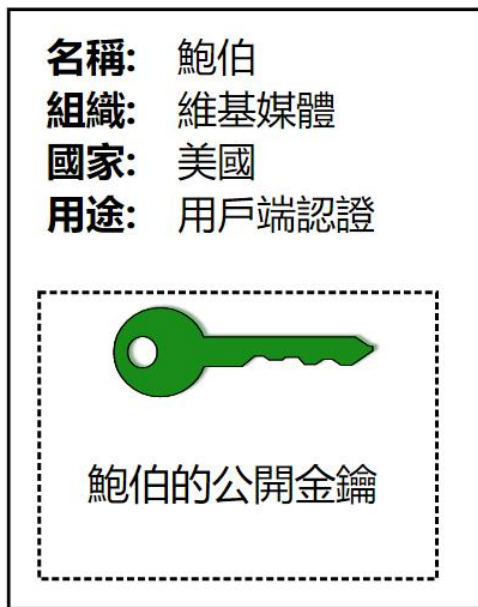 名稱: 鮑伯
組織: 維基媒體
國家: 美國
用途: 用戶端認證
鮑伯的公開金鑰